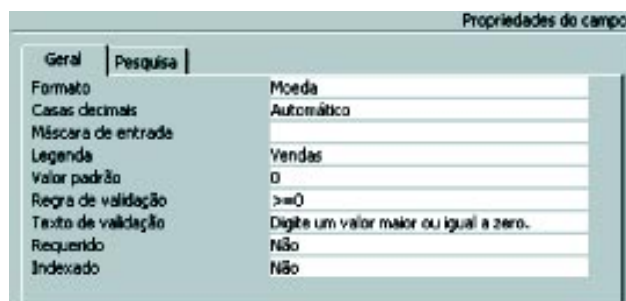 Propriedades do campo
Geral Pesquisa
Formato Moeda
Casas decimais Automático
Máscara de entrada
Legenda Vendas
Valor padrão 0
Regra de validação >=0
Texto de validação Digite um valor maior ou igual a zero.
Requerido Não
Indexado Não